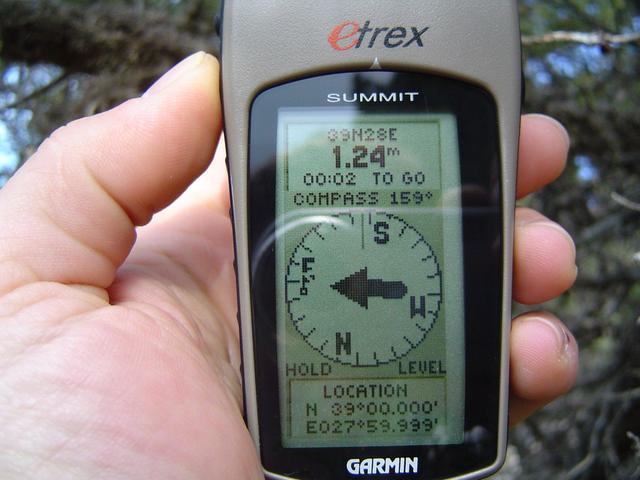 etrex
SUMMIT
39N28E
1.24m
00:02 TO GO
COMPASS 159°
S
E
W
N
HOLD LEVEL
LOCATION
N 39°00.000'
E027°59.999'
GARMIN